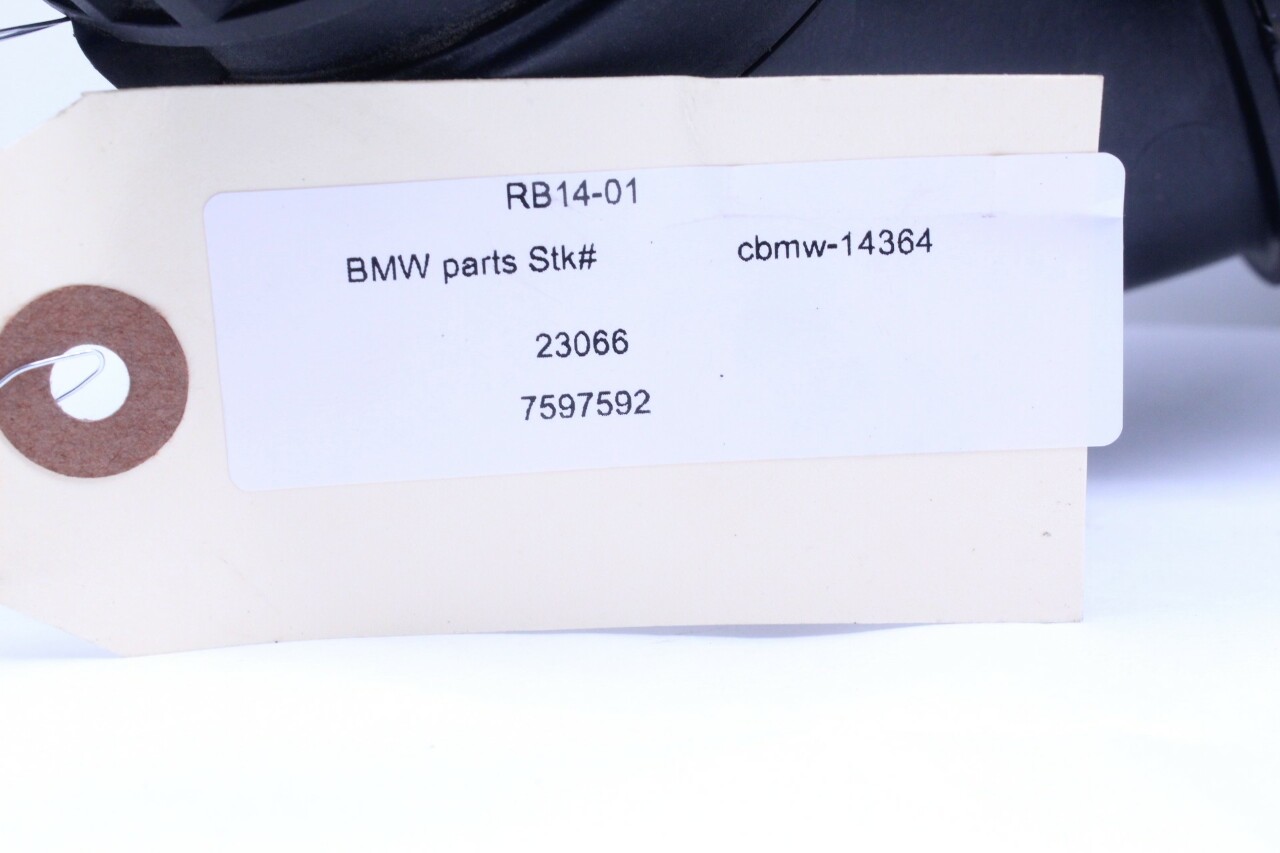 RB14-01
BMW parts Stk# cbmw-14364
23066
7597592